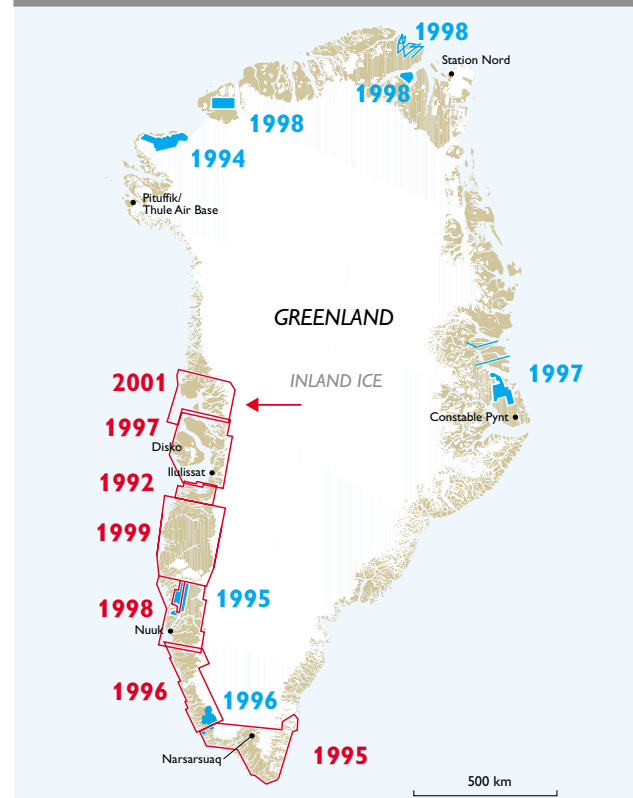 1998
Station Nord
1998
1998
1994
Pituffik/
Thule Air Base
GREENLAND
2001
INLAND ICE
1997
1997
Constable Pynt
Disko
Ilulissat
1992
1999
1995
1998
Nuuk
1996
1996
Narsarsuaq
1995
500 km